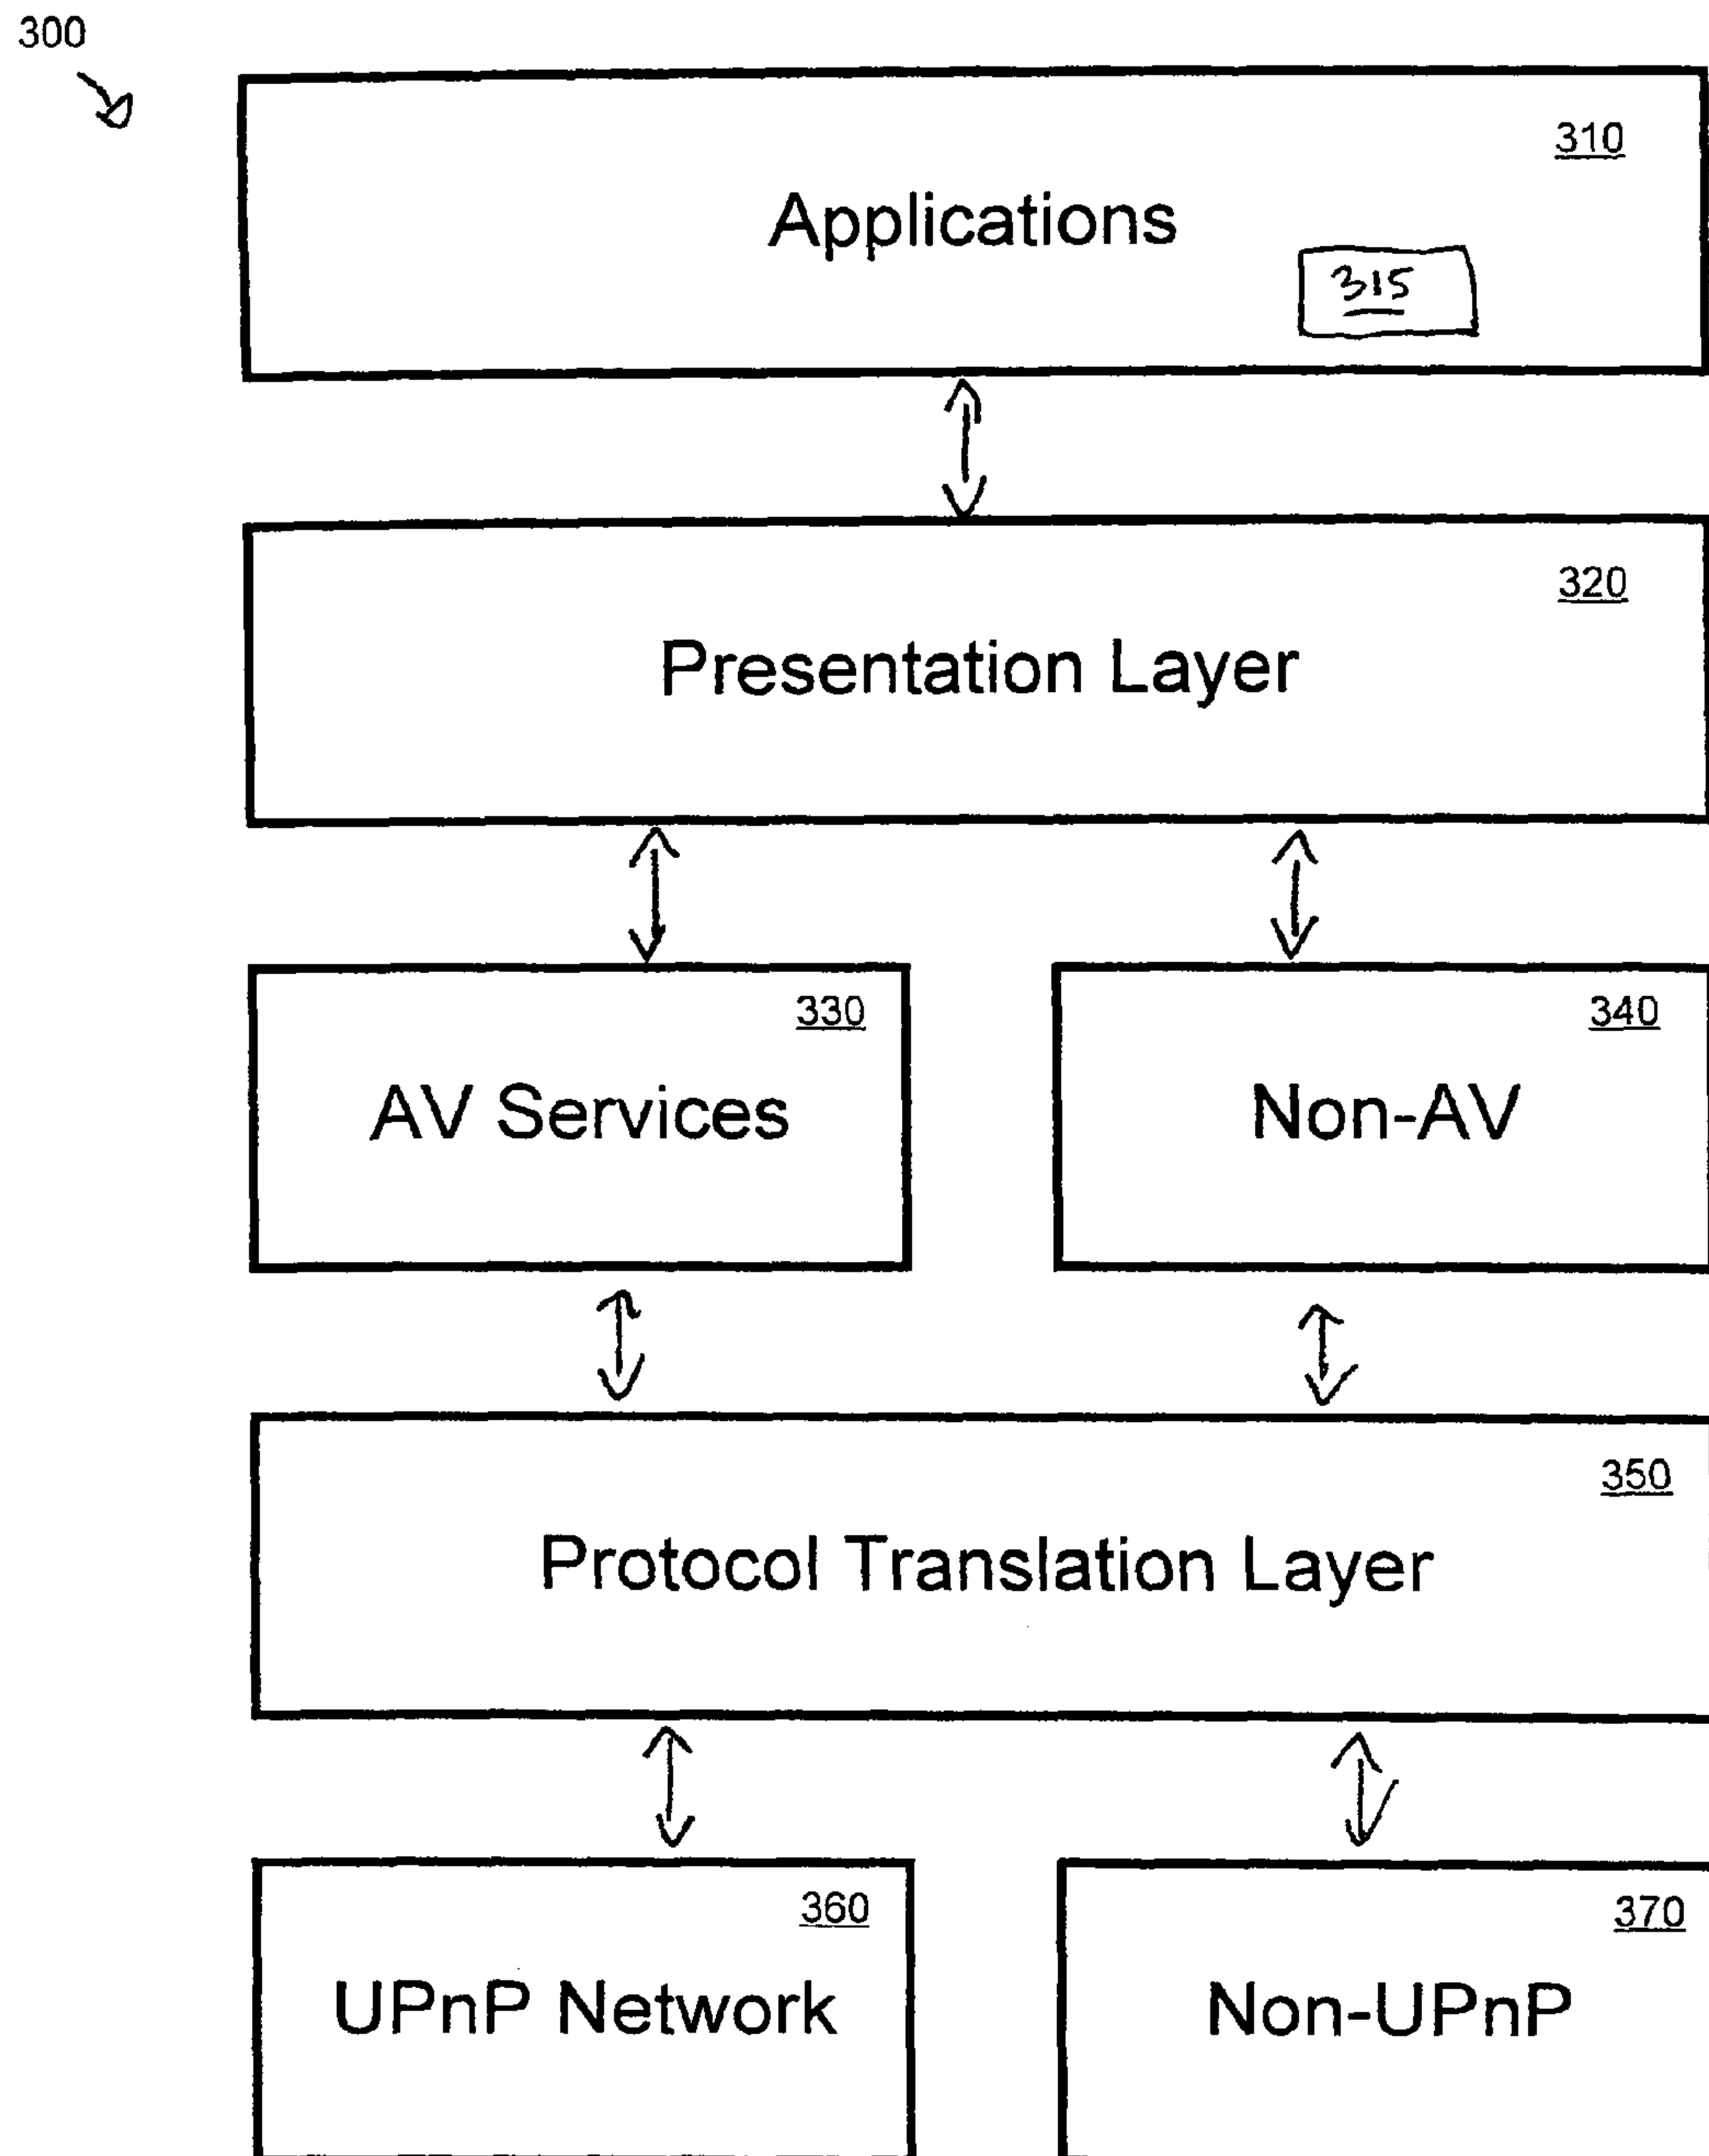 300
310
Applications
315
320
Presentation Layer
330
AV Services
340
Non-AV
350
Protocol Translation Layer
360
UPnP Network
370
Non-UPnP